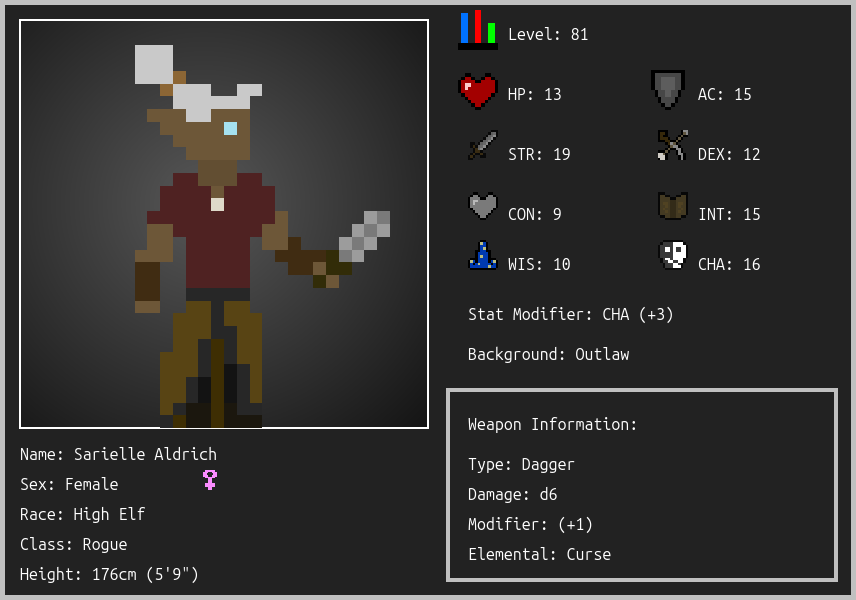 Level: 81
HP: 13
AC: 15
STR: 19
DEX: 12
CON: 9
INT: 15
WIS: 10
CHA: 16
Stat Modifier: CHA (+3)
Background: Outlaw
Weapon Information:
Type: Dagger
Damage: d6
Modifier: (+1)
Elemental: Curse
Name: Sarielle Aldrich
Sex: Female
Race: High Elf
Class: Rogue
Height: 176cm (5'9")